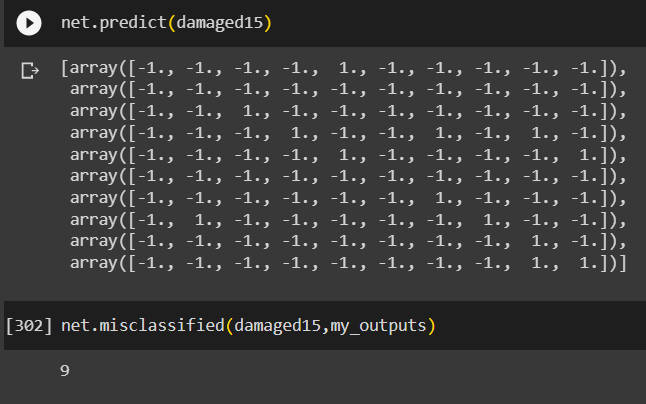 net.predict(damaged15)
[array([-1., -1., -1., -1.,  1., -1., -1., -1., -1., -1.]),
 array([-1., -1., -1., -1., -1., -1., -1., -1., -1., -1.]),
 array([-1., -1.,  1., -1., -1., -1., -1., -1., -1., -1.]),
 array([-1., -1., -1.,  1., -1., -1.,  1., -1.,  1., -1.]),
 array([-1., -1., -1., -1.,  1., -1., -1., -1., -1.,  1.]),
 array([-1., -1., -1., -1., -1., -1., -1., -1., -1., -1.]),
 array([-1., -1., -1., -1., -1., -1.,  1., -1., -1., -1.]),
 array([-1.,  1., -1., -1., -1., -1., -1.,  1., -1., -1.]),
 array([-1., -1., -1., -1., -1., -1., -1., -1.,  1., -1.]),
 array([-1., -1., -1., -1., -1., -1., -1., -1.,  1.,  1.])]
[302] net.misclassified(damaged15,my_outputs)
9